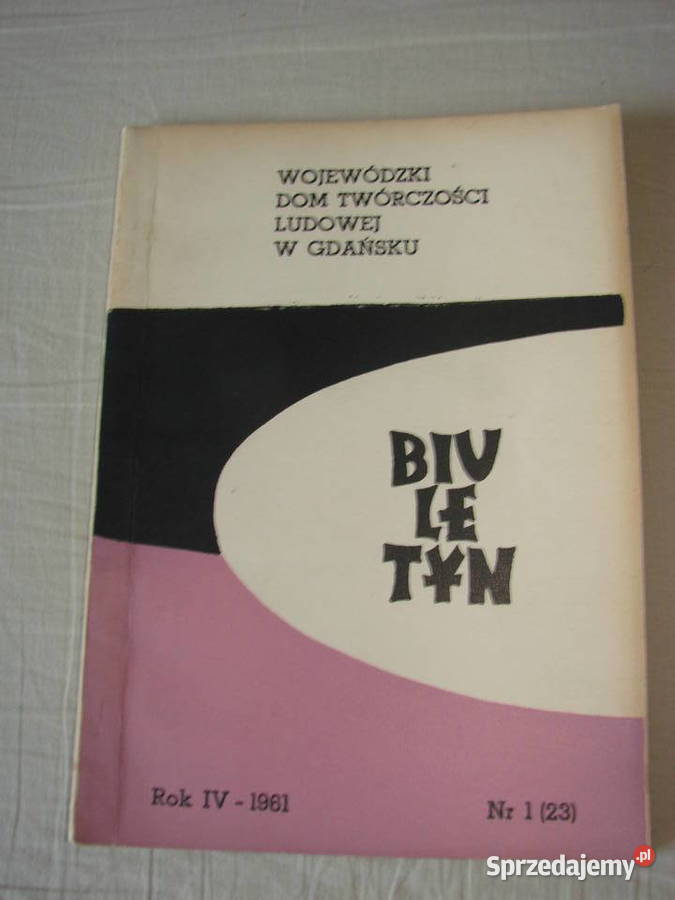 WOJEWÓDZKI
DOM TWÓRCZOŚCI
LUDOWEJ
W GDAŃSKU
BIU
LE
TYN
Rok IV - 1961
Nr 1 (23)
Sprzedajemy.pl